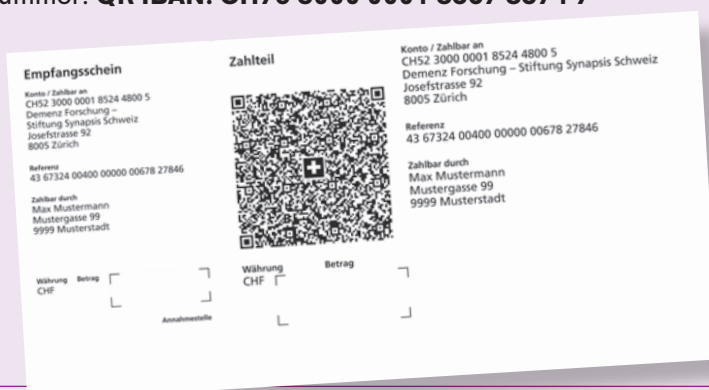 Empfangsschein
Konto / Zahlbar an
CH52 3000 0001 8524 4800 5
Demenz Forschung –
Stiftung Synapsis Schweiz
Josefstrasse 92
8005 Zürich
Referenz
43 67324 00400 00000 00678 27846
Zahlbar durch
Max Mustermann
Mustergasse 99
9999 Musterstadt
Währung Betrag
CHF
Annahmestelle
Zahlteil
Währung Betrag
CHF
Konto / Zahlbar an
CH52 3000 0001 8524 4800 5
Demenz Forschung – Stiftung Synapsis Schweiz
Josefstrasse 92
8005 Zürich
Referenz
43 67324 00400 00000 00678 27846
Zahlbar durch
Max Mustermann
Mustergasse 99
9999 Musterstadt